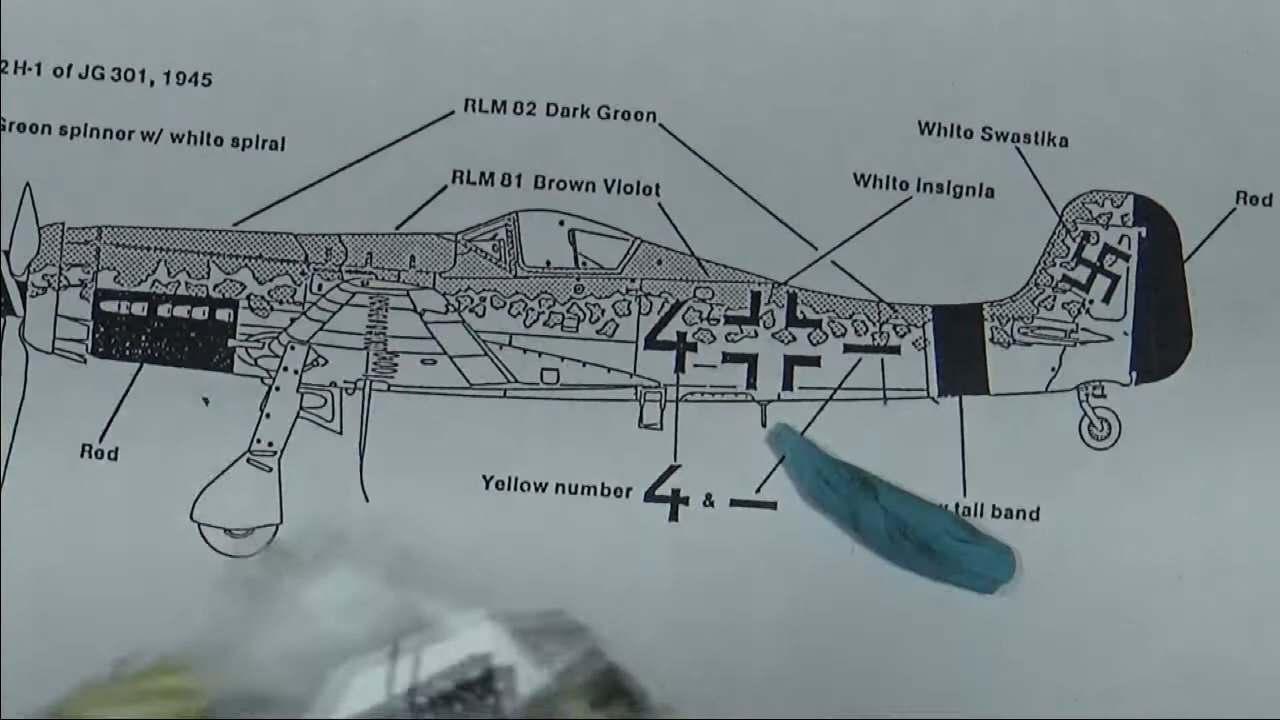 2H-1 of JG 301, 1945
Green spinner w/ white spiral
RLM 82 Dark Green
RLM 81 Brown Violet
White Swastika
White Insignia
Red
4
Red
Yellow number 4 & –
tail band